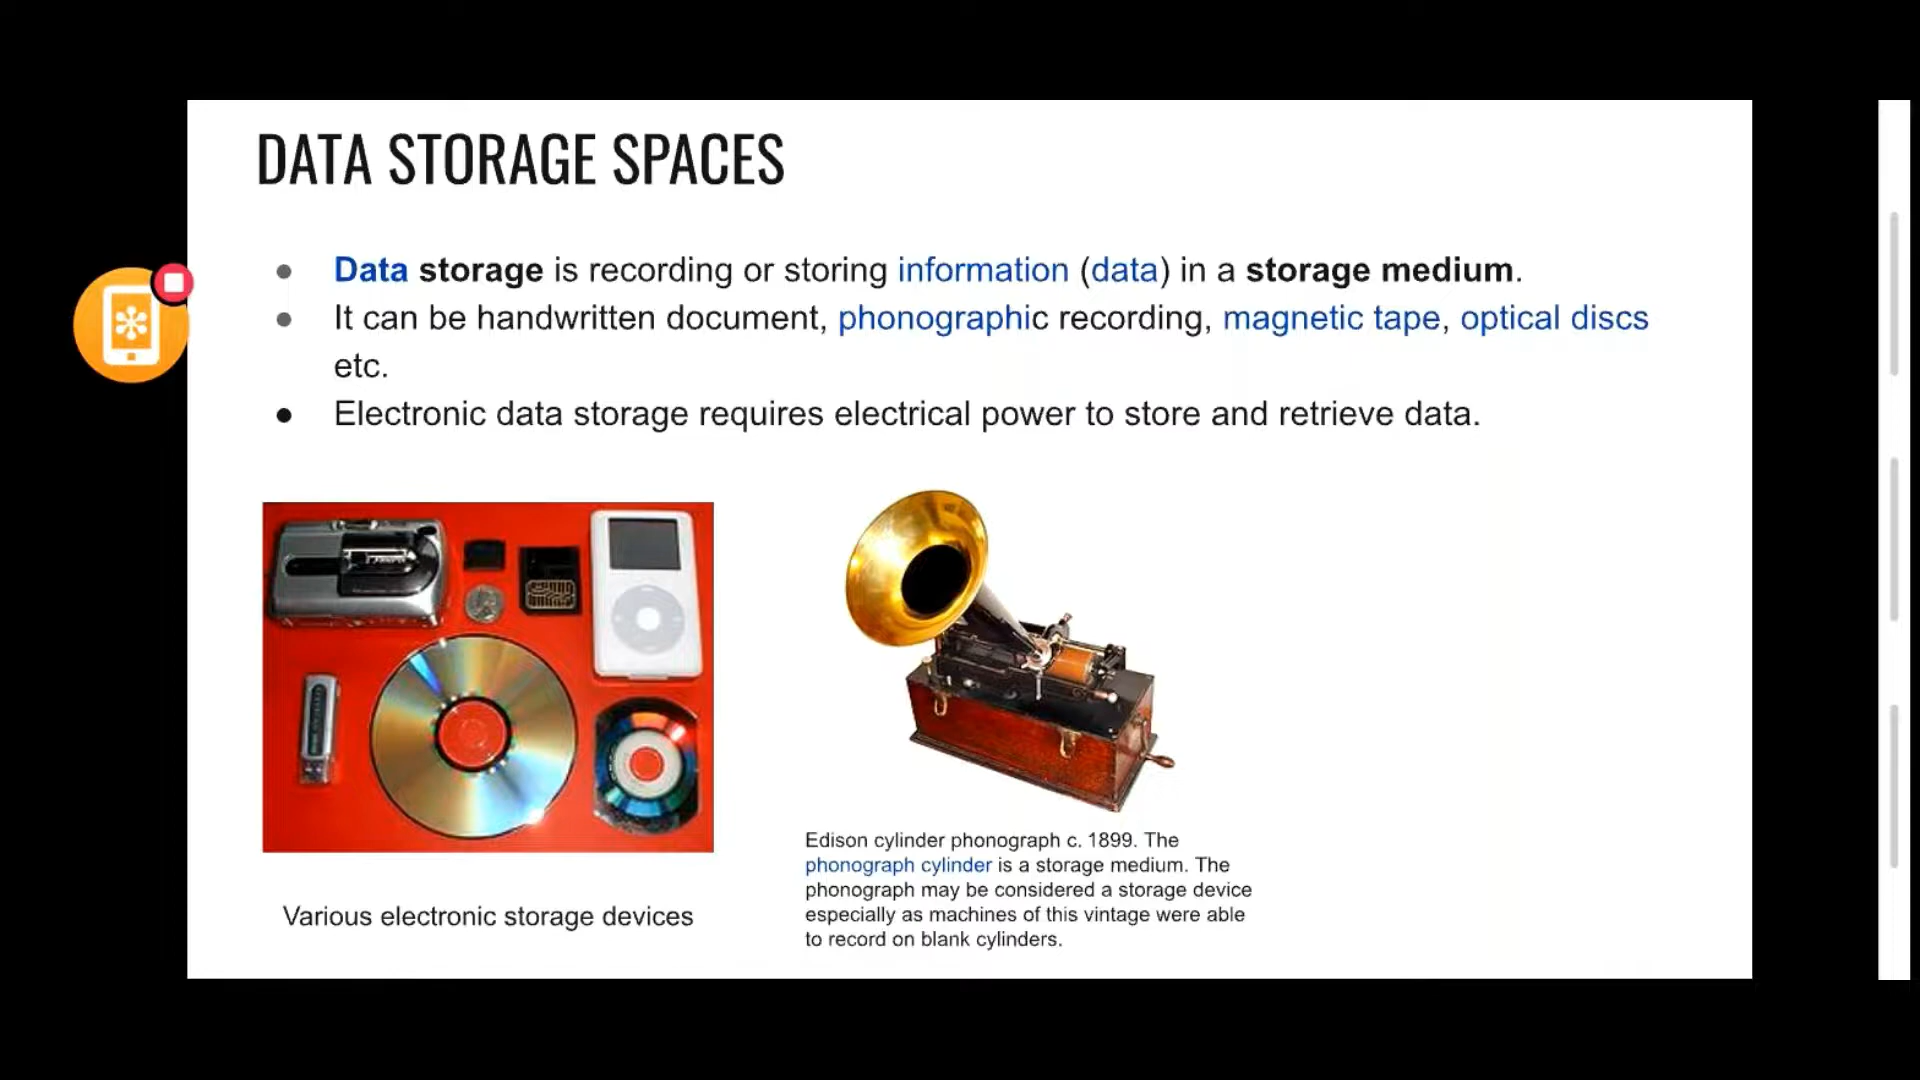 DATA STORAGE SPACES
● Data storage is recording or storing information (data) in a storage medium.
● It can be handwritten document, phonographic recording, magnetic tape, optical discs
etc.
● Electronic data storage requires electrical power to store and retrieve data.
Various electronic storage devices
Edison cylinder phonograph c. 1899. The
phonograph cylinder is a storage medium. The
phonograph may be considered a storage device
especially as machines of this vintage were able
to record on blank cylinders.